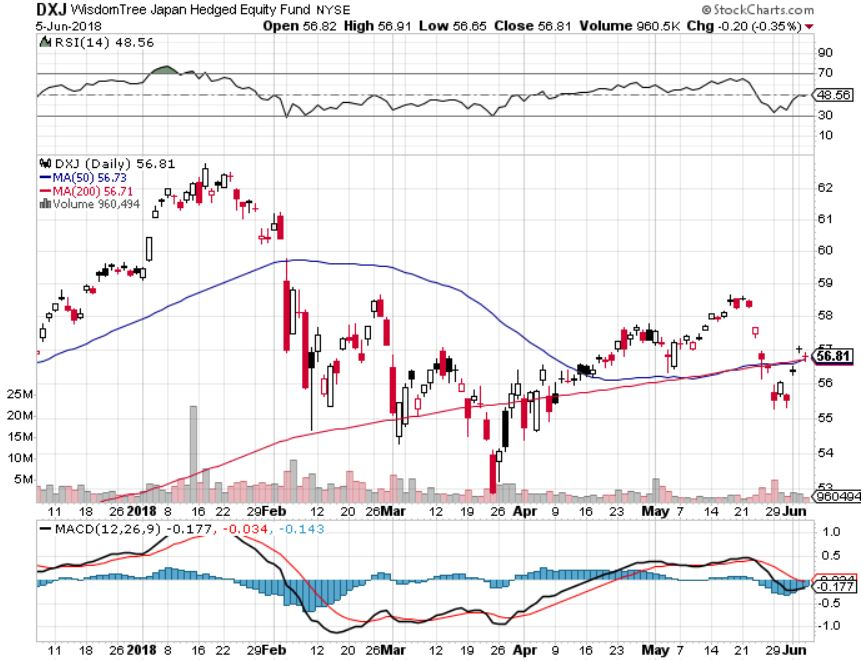 DXJ WisdomTree Japan Hedged Equity Fund NYSE © StockCharts.com
5-Jun-2018 Open 56.82 High 56.91 Low 56.65 Close 56.81 Volume 960.5K Chg -0.20 (-0.35%)
RSI(14) 48.56
90
70
48.56
30
10
DXJ (Daily) 56.81
MA(50) 56.73
MA(200) 56.71
Volume 960,494
62
61
60
59
58
57
56.81
56
55
54
53
25M
20M
15M
10M
5M
960494
11 18 26 2018 8 16 22 29 Feb 12 20 26 Mar 12 19 26 Apr 9 16 23 May 7 14 21 29 Jun
MACD(12,26,9) -0.177, -0.034, -0.143
1.0
0.5
-0.034
-0.177
-0.5
-1.0
11 18 26 2018 8 16 22 29 Feb 12 20 26 Mar 12 19 26 Apr 9 16 23 May 7 14 21 29 Jun